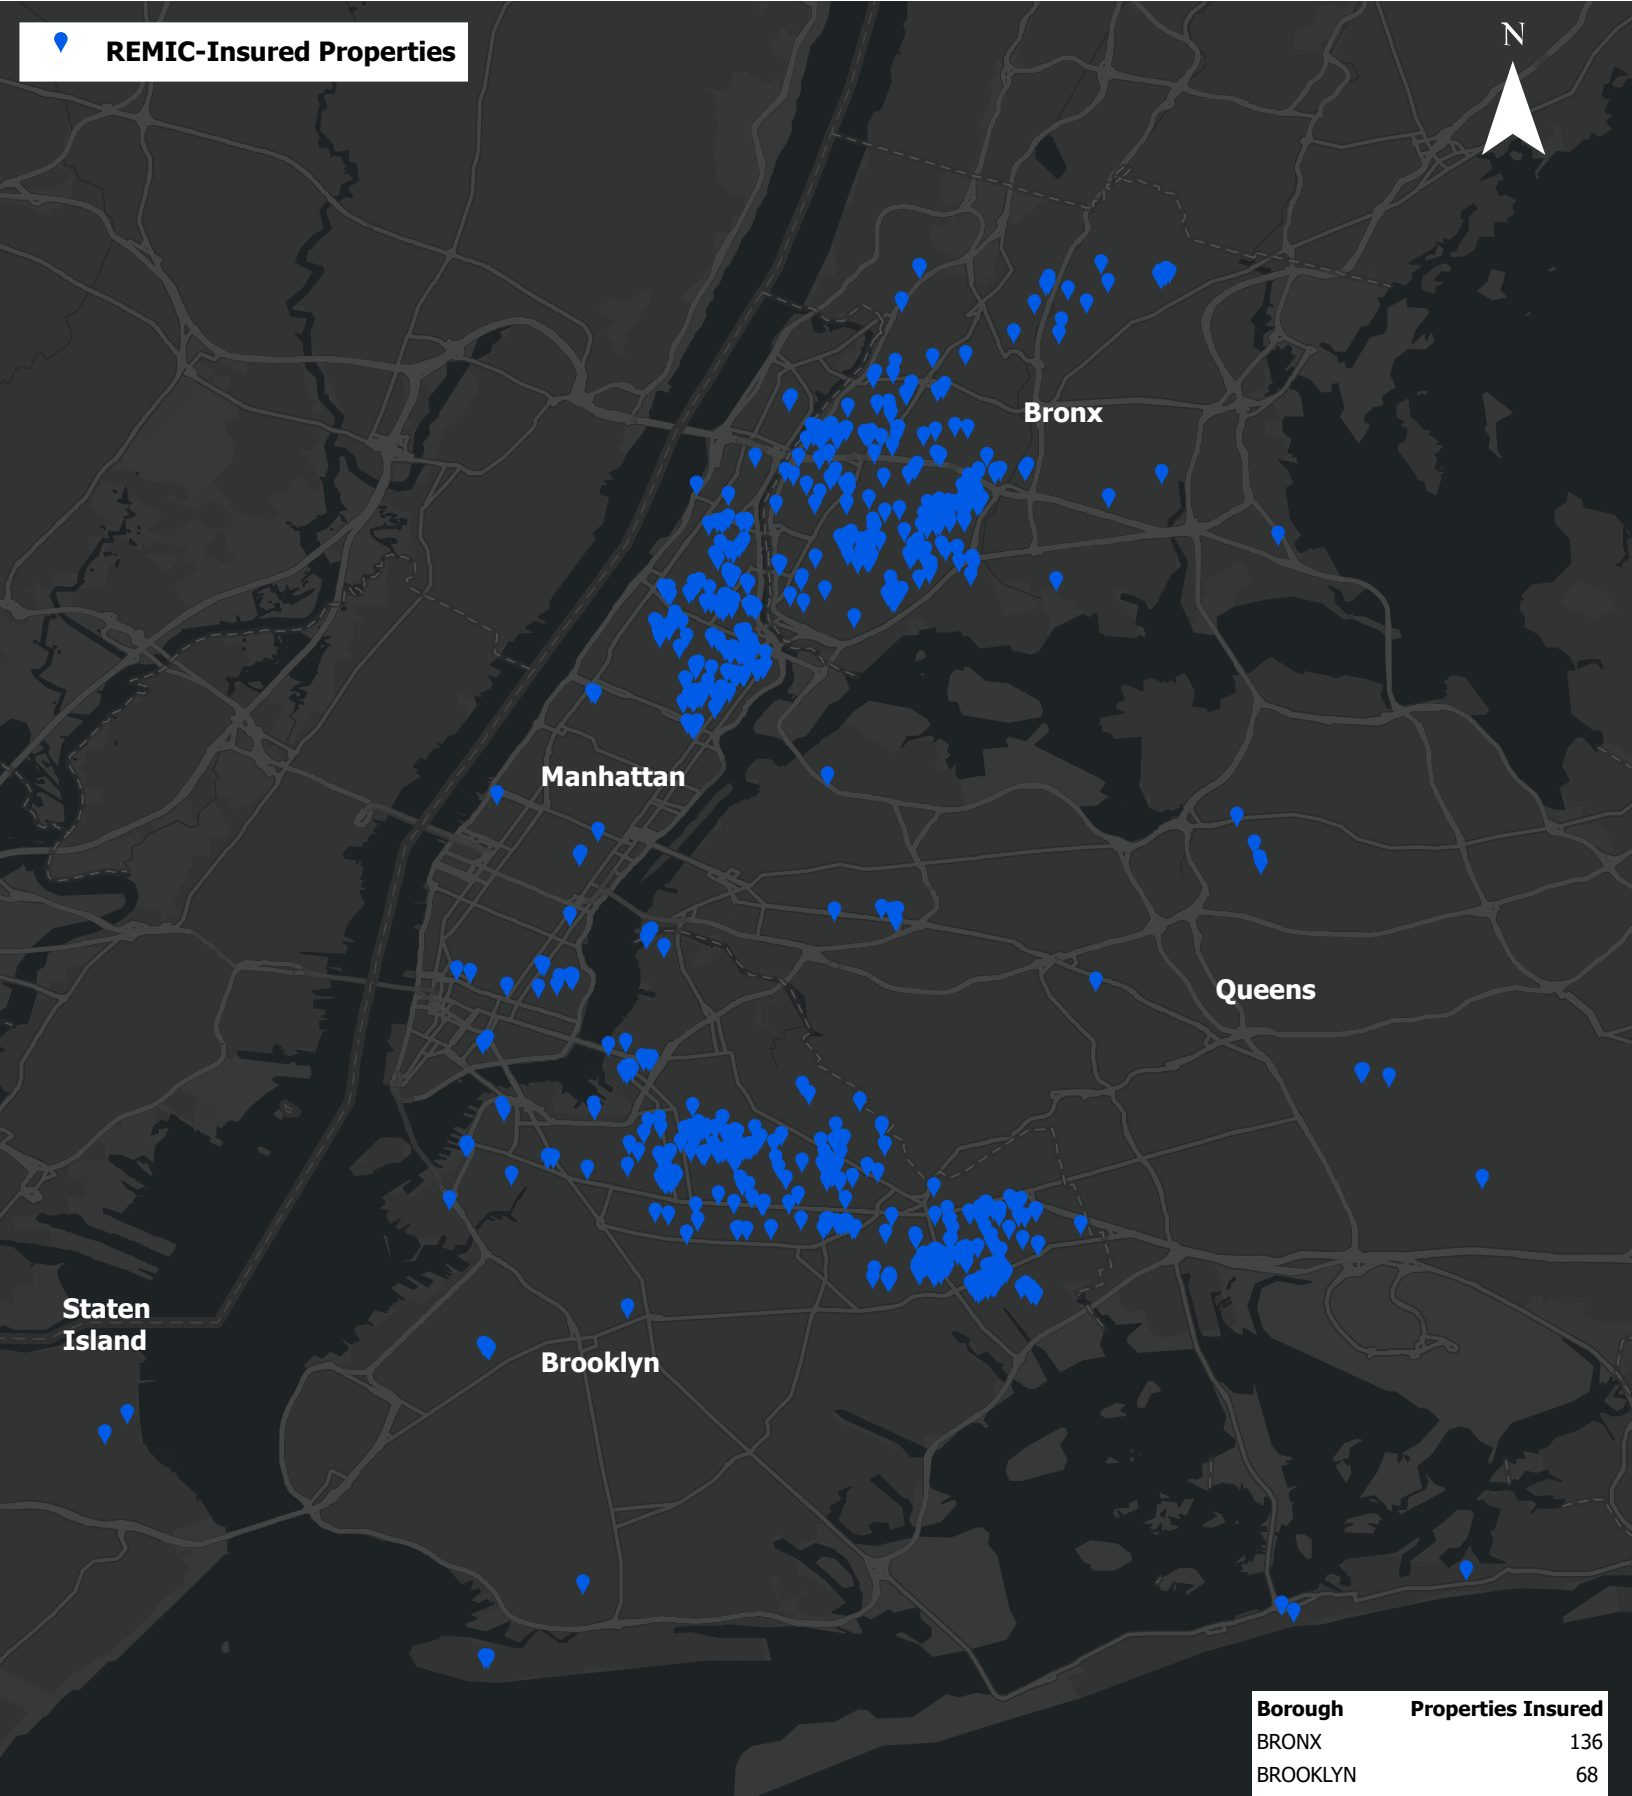 REMIC-Insured Properties
N
Bronx
Manhattan
Queens
Staten
Island
Brooklyn
Borough Properties Insured
BRONX 136
BROOKLYN 68